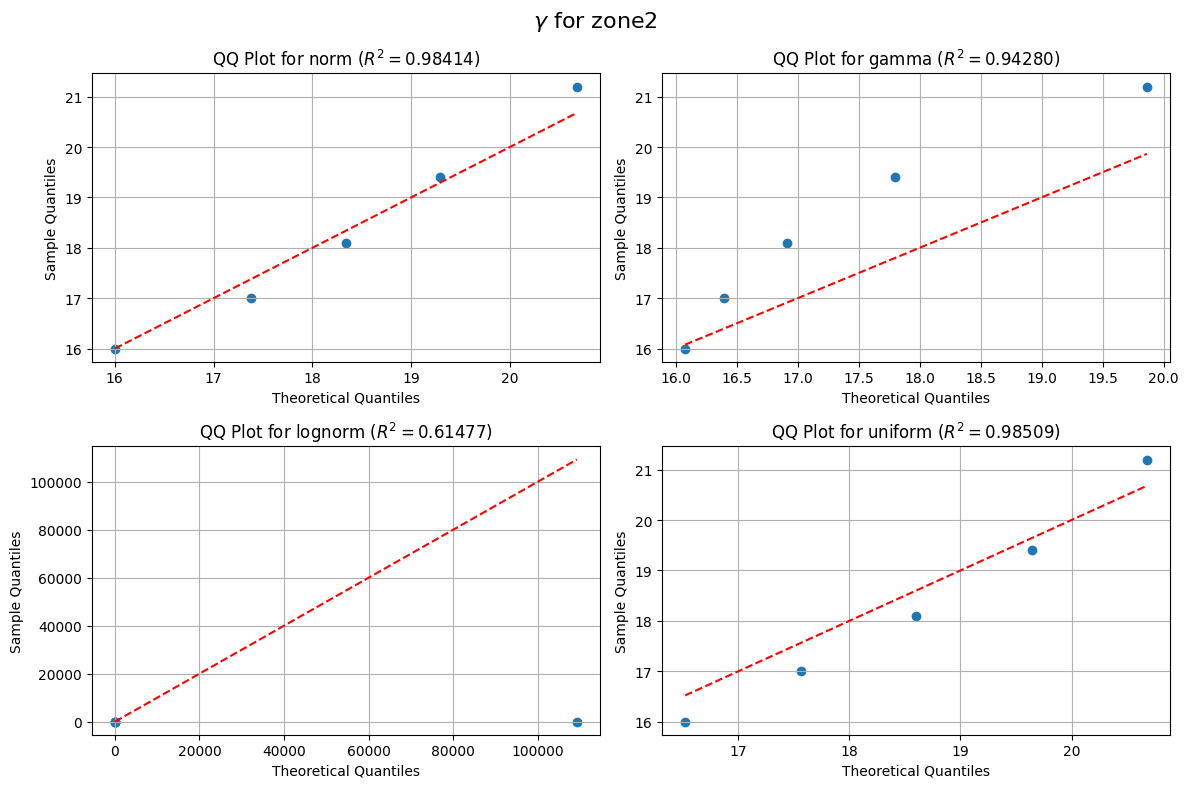 γ for zone2
QQ Plot for norm (R² = 0.98414)
21
20
19
18
17
16
Sample Quantiles
16 17 18 19 20
Theoretical Quantiles
QQ Plot for gamma (R² = 0.94280)
21
20
19
18
17
16
Sample Quantiles
16.0 16.5 17.0 17.5 18.0 18.5 19.0 19.5 20.0
Theoretical Quantiles
QQ Plot for lognorm (R² = 0.61477)
100000
80000
60000
40000
20000
0
Sample Quantiles
0 20000 40000 60000 80000 100000
Theoretical Quantiles
QQ Plot for uniform (R² = 0.98509)
21
20
19
18
17
16
Sample Quantiles
17 18 19 20
Theoretical Quantiles